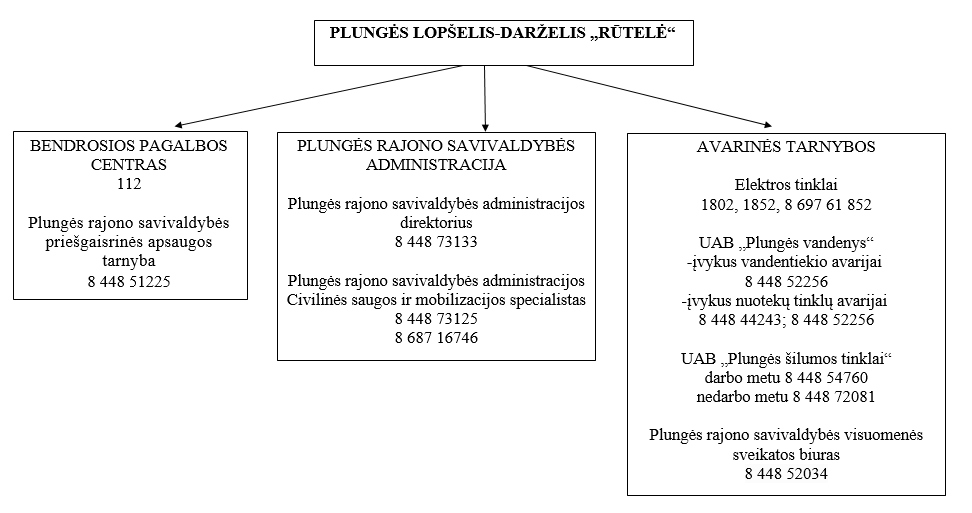 PLUNGĖS LOPŠELIS-DARŽELIS „RŪTELĖ“
BENDROSIOS PAGALBOS
CENTRAS
112
Plungės rajono savivaldybės
priešgaisrinės apsaugos
tarnyba
8 448 51225
PLUNGĖS RAJONO SAVIVALDYBĖS
ADMINISTRACIJA
Plungės rajono savivaldybės administracijos
direktorius
8 448 73133
Plungės rajono savivaldybės administracijos
Civilinės saugos ir mobilizacijos specialistas
8 448 73125
8 687 16746
AVARINĖS TARNYBOS
Elektros tinklai
1802, 1852, 8 697 61 852
UAB „Plungės vandenys“
-įvykus vandentiekio avarijai
8 448 52256
-įvykus nuotekų tinklų avarijai
8 448 44243; 8 448 52256
UAB „Plungės šilumos tinklai“
darbo metu 8 448 54760
nedarbo metu 8 448 72081
Plungės rajono savivaldybės visuomenės
sveikatos biuras
8 448 52034